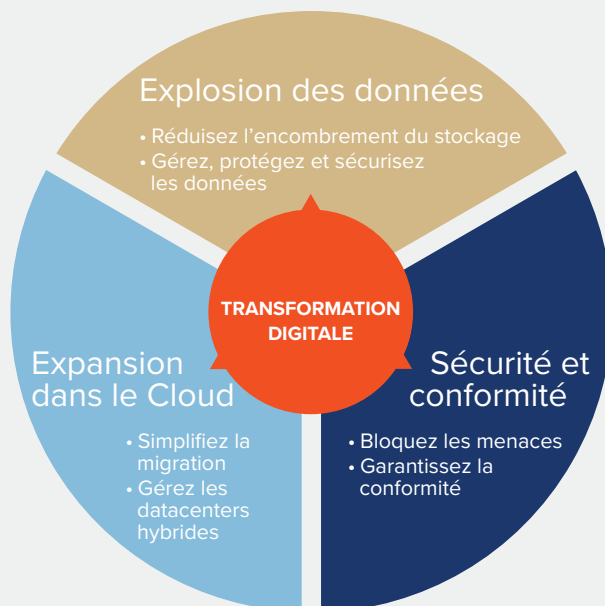 Explosion des données
• Réduisez l’encombrement du stockage
• Gérez, protégez et sécurisez
les données
TRANSFORMATION
DIGITALE
Expansion
dans le Cloud
• Simplifiez la
migration
• Gérez les
datacenters
hybrides
Sécurité et
conformité
• Bloquez les menaces
• Garantissez la
conformité